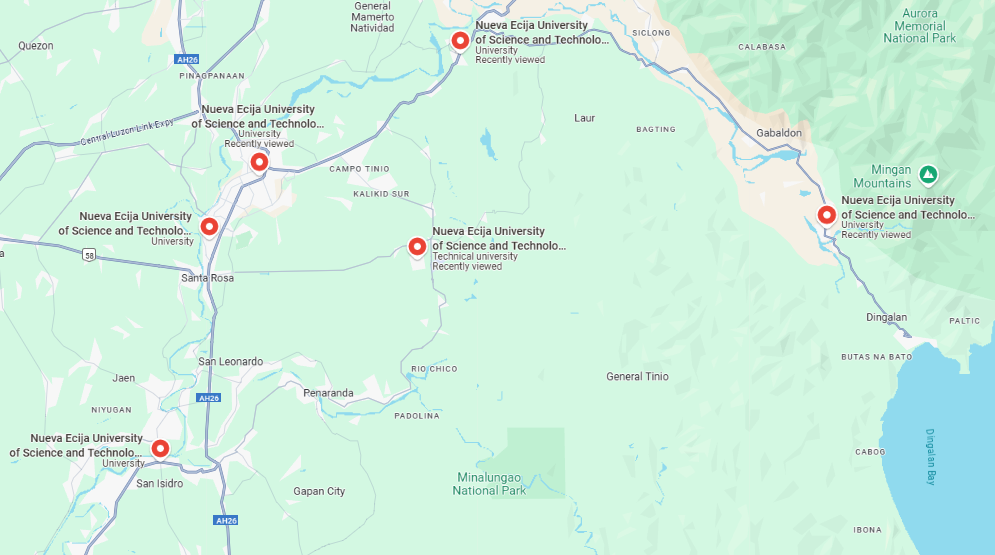 General
Mamerto
Natividad
Quezon
AH26
PINAGPANAAN
Nueva Ecija University
of Science and Technolo...
University
Recently viewed
SICLONG
CALABASA
Aurora
Memorial
National Park
Nueva Ecija University
of Science and Technolo...
University
Recently viewed
Central Luzon Link Expy
Laur
BAGTING
Gabaldon
CAMPO TINIO
KALIKID SUR
Mingan
Mountains
Nueva Ecija University
of Science and Technolo...
University
Recently viewed
Nueva Ecija University
of Science and Technolo...
University
Nueva Ecija University
of Science and Technolo...
Technical university
Recently viewed
a
58
Santa Rosa
Dingalan
PALTIC
BUTAS NA BATO
San Leonardo
RIO CHICO
General Tinio
Jaen
AH26
Penaranda
NIYUGAN
PADOLINA
Nueva Ecija University
of Science and Technolo...
University
San Isidro
CABOG
Dingalan Bay
Minalungao
National Park
Gapan City
AH26
IBONA